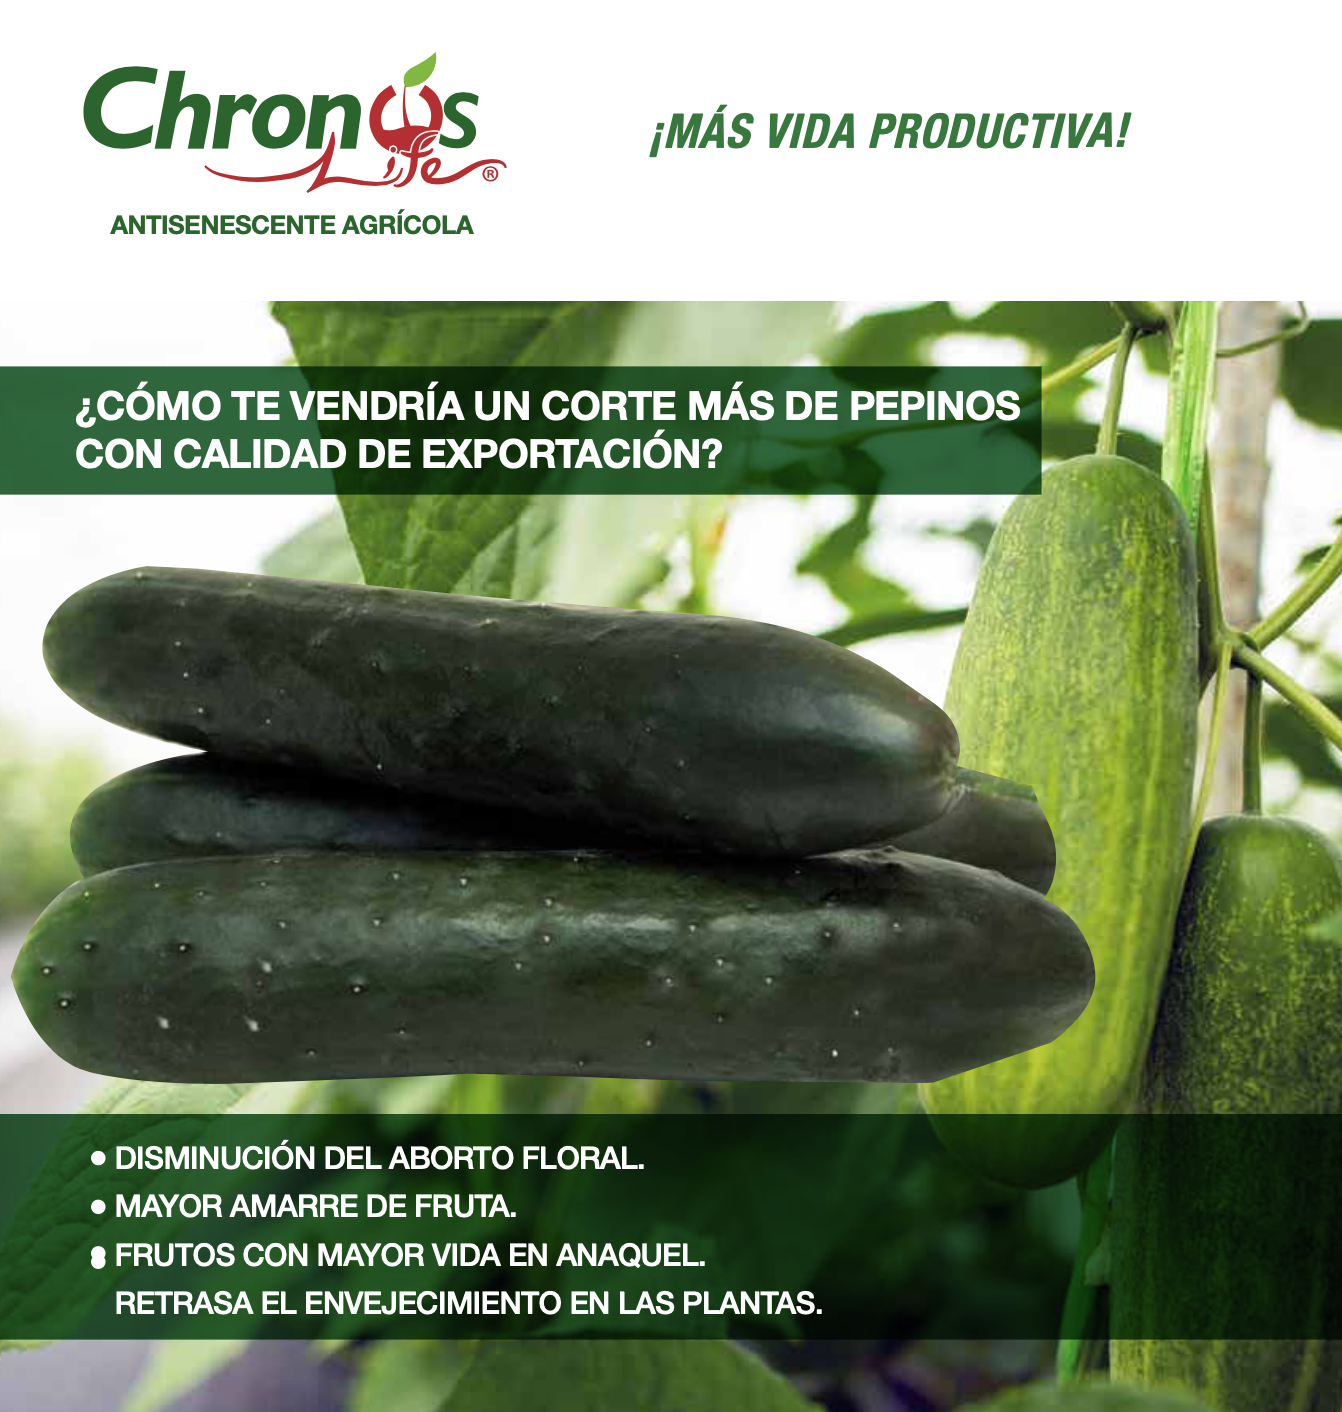 Chronos
Life®
ANTISENESCENTE AGRÍCOLA
¡MÁS VIDA PRODUCTIVA!
¿CÓMO TE VENDRÍA UN CORTE MÁS DE PEPINOS
CON CALIDAD DE EXPORTACIÓN?
• DISMINUCIÓN DEL ABORTO FLORAL.
• MAYOR AMARRE DE FRUTA.
• FRUTOS CON MAYOR VIDA EN ANAQUEL.
RETRASA EL ENVEJECIMIENTO EN LAS PLANTAS.